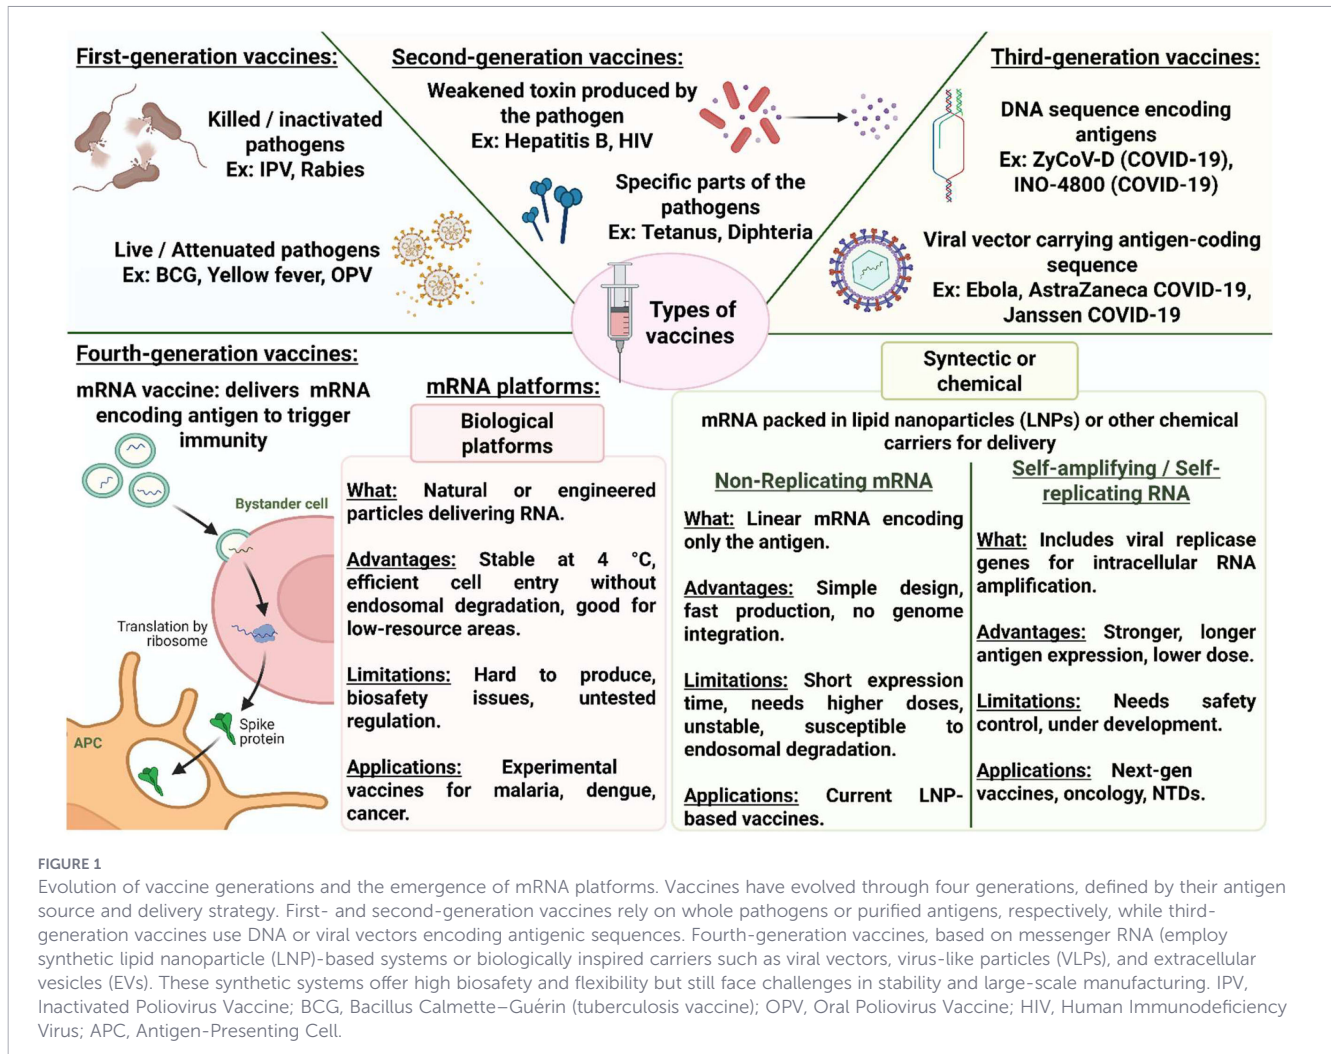 First-generation vaccines:
Killed / inactivated
pathogens
Ex: IPV, Rabies
Live / Attenuated pathogens
Ex: BCG, Yellow fever, OPV
Second-generation vaccines:
Weakened toxin produced by
the pathogen
Ex: Hepatitis B, HIV
Specific parts of the
pathogens
Ex: Tetanus, Diphteria
Third-generation vaccines:
DNA sequence encoding
antigens
Ex: ZyCoV-D (COVID-19),
INO-4800 (COVID-19)
Viral vector carrying antigen-coding
sequence
Ex: Ebola, AstraZaneca COVID-19,
Janssen COVID-19
Types of
vaccines
Fourth-generation vaccines:
mRNA vaccine: delivers mRNA
encoding antigen to trigger
immunity
Bystander cell
Translation by
ribosome
Spike
protein
APC
mRNA platforms:
Biological
platforms
What: Natural or engineered
particles delivering RNA.
Advantages: Stable at 4 °C,
efficient cell entry without
endosomal degradation, good for
low-resource areas.
Limitations: Hard to produce,
biosafety issues, untested
regulation.
Applications: Experimental
vaccines for malaria, dengue,
cancer.
Syntectic or
chemical
mRNA packed in lipid nanoparticles (LNPs) or other chemical
carriers for delivery
Non-Replicating mRNA
What: Linear mRNA encoding
only the antigen.
Advantages: Simple design,
fast production, no genome
integration.
Limitations: Short expression
time, needs higher doses,
unstable, susceptible to
endosomal degradation.
Applications: Current LNP-
based vaccines.
Self-amplifying / Self-
replicating RNA
What: Includes viral replicase
genes for intracellular RNA
amplification.
Advantages: Stronger, longer
antigen expression, lower dose.
Limitations: Needs safety
control, under development.
Applications: Next-gen
vaccines, oncology, NTDs.
FIGURE 1
Evolution of vaccine generations and the emergence of mRNA platforms. Vaccines have evolved through four generations, defined by their antigen
source and delivery strategy. First- and second-generation vaccines rely on whole pathogens or purified antigens, respectively, while third-
generation vaccines use DNA or viral vectors encoding antigenic sequences. Fourth-generation vaccines, based on messenger RNA (employ
synthetic lipid nanoparticle (LNP)-based systems or biologically inspired carriers such as viral vectors, virus-like particles (VLPs), and extracellular
vesicles (EVs). These synthetic systems offer high biosafety and flexibility but still face challenges in stability and large-scale manufacturing. IPV,
Inactivated Poliovirus Vaccine; BCG, Bacillus Calmette–Guérin (tuberculosis vaccine); OPV, Oral Poliovirus Vaccine; HIV, Human Immunodeficiency
Virus; APC, Antigen-Presenting Cell.